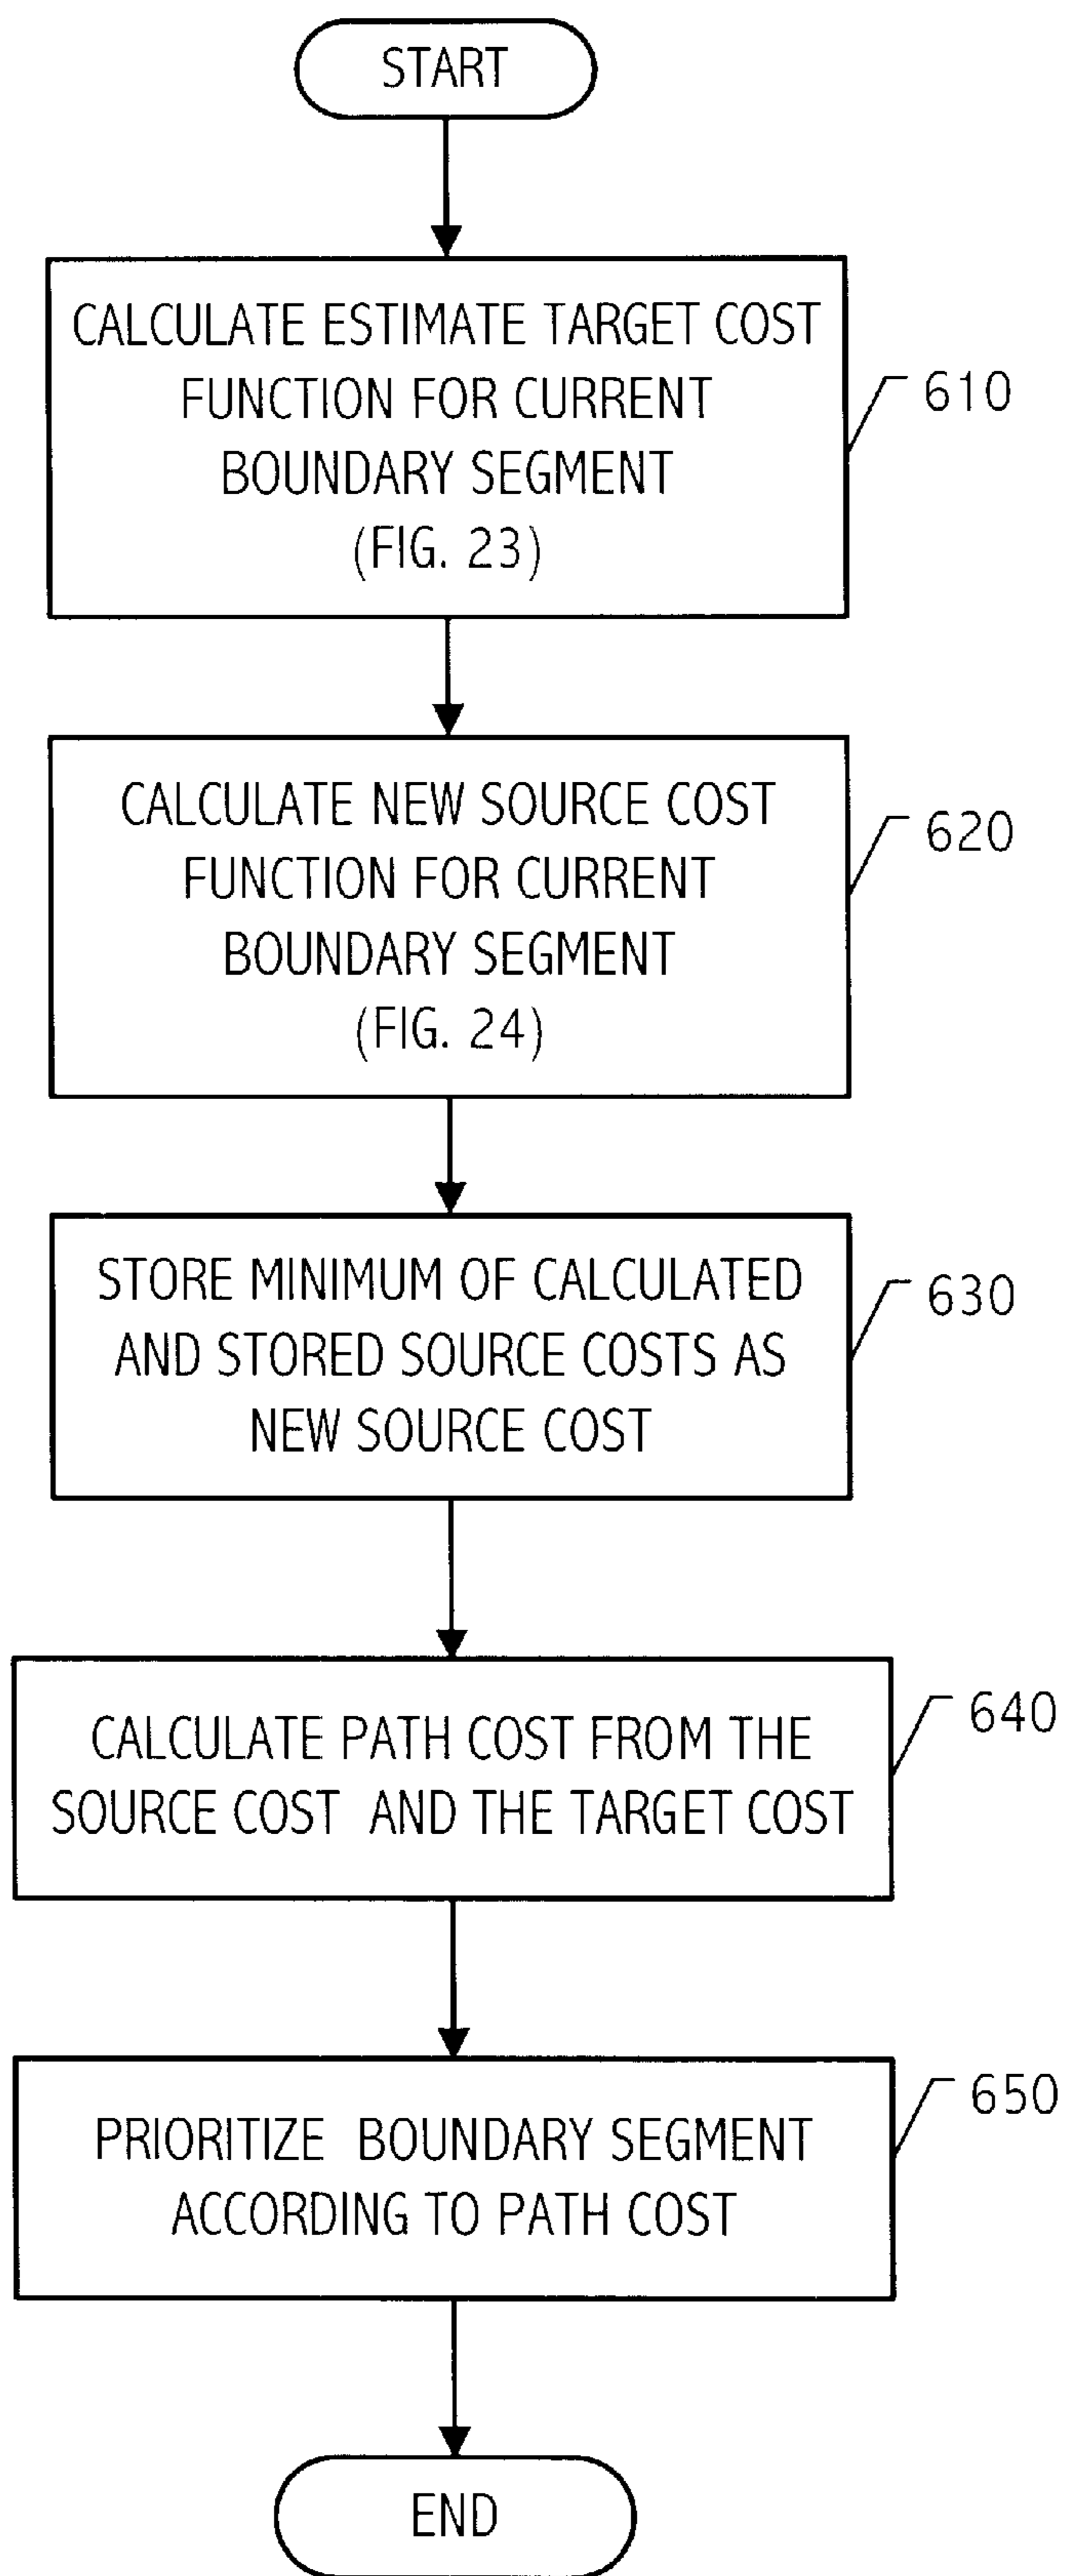 START
CALCULATE ESTIMATE TARGET COST
FUNCTION FOR CURRENT
BOUNDARY SEGMENT
(FIG. 23)
610
CALCULATE NEW SOURCE COST
FUNCTION FOR CURRENT
BOUNDARY SEGMENT
(FIG. 24)
620
STORE MINIMUM OF CALCULATED
AND STORED SOURCE COSTS AS
NEW SOURCE COST
630
CALCULATE PATH COST FROM THE
SOURCE COST AND THE TARGET COST
640
PRIORITIZE BOUNDARY SEGMENT
ACCORDING TO PATH COST
650
END